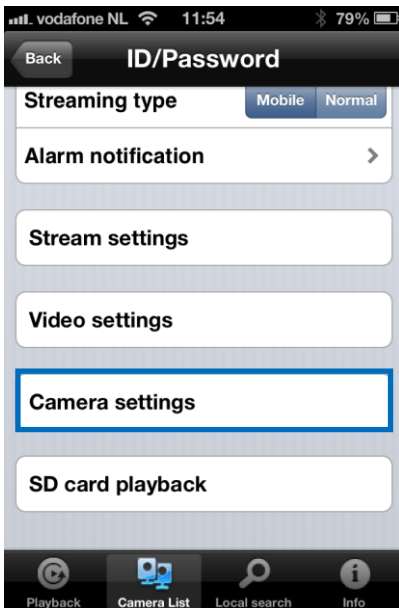 vodafone NL 11:54 79%
Back ID/Password
Streaming type Mobile Normal
Alarm notification
Stream settings
Video settings
Camera settings
SD card playback
Playback Camera List Local search Info